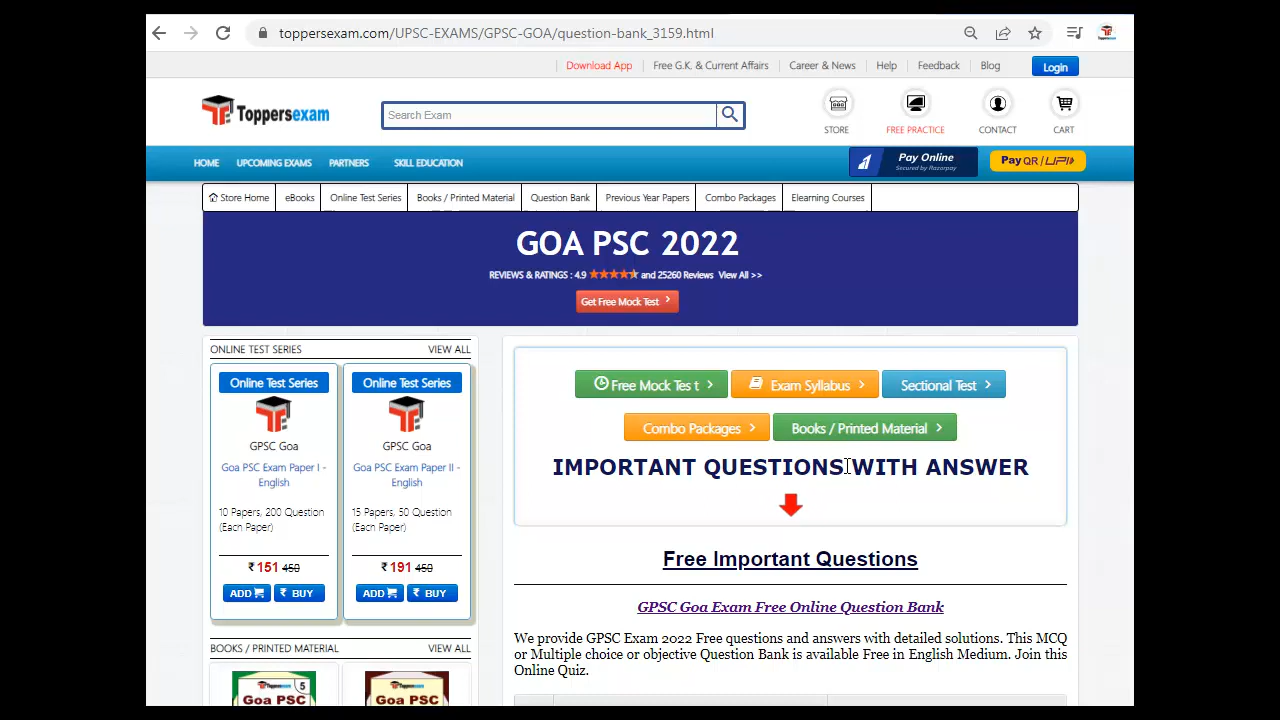 toppersexam.com/UPSC-EXAMS/GPSC-GOA/question-bank_3159.html
Download App Free G.K. & Current Affairs Career & News Help Feedback Blog Login
Toppersexam
Search Exam
STORE FREE PRACTICE CONTACT CART
HOME UPCOMING EXAMS PARTNERS SKILL EDUCATION
Pay Online
Secured by Razorpay
Pay QR / UPI
Store Home eBooks Online Test Series Books / Printed Material Question Bank Previous Year Papers Combo Packages Elearning Courses
GOA PSC 2022
REVIEWS & RATINGS : 4.9 and 25260 Reviews View All >>
Get Free Mock Test
ONLINE TEST SERIES VIEW ALL
Online Test Series
GPSC Goa
Goa PSC Exam Paper I -
English
10 Papers, 200 Question
(Each Paper)
₹ 151 450
ADD ₹ BUY
Online Test Series
GPSC Goa
Goa PSC Exam Paper II -
English
15 Papers, 50 Question
(Each Paper)
₹ 191 450
ADD ₹ BUY
BOOKS / PRINTED MATERIAL VIEW ALL
Toppersexam 5
Goa PSC
Toppersexam
Goa PSC
Free Mock Tes t Exam Syllabus Sectional Test
Combo Packages Books / Printed Material
IMPORTANT QUESTIONS WITH ANSWER
Free Important Questions
GPSC Goa Exam Free Online Question Bank
We provide GPSC Exam 2022 Free questions and answers with detailed solutions. This MCQ
or Multiple choice or objective Question Bank is available Free in English Medium. Join this
Online Quiz.